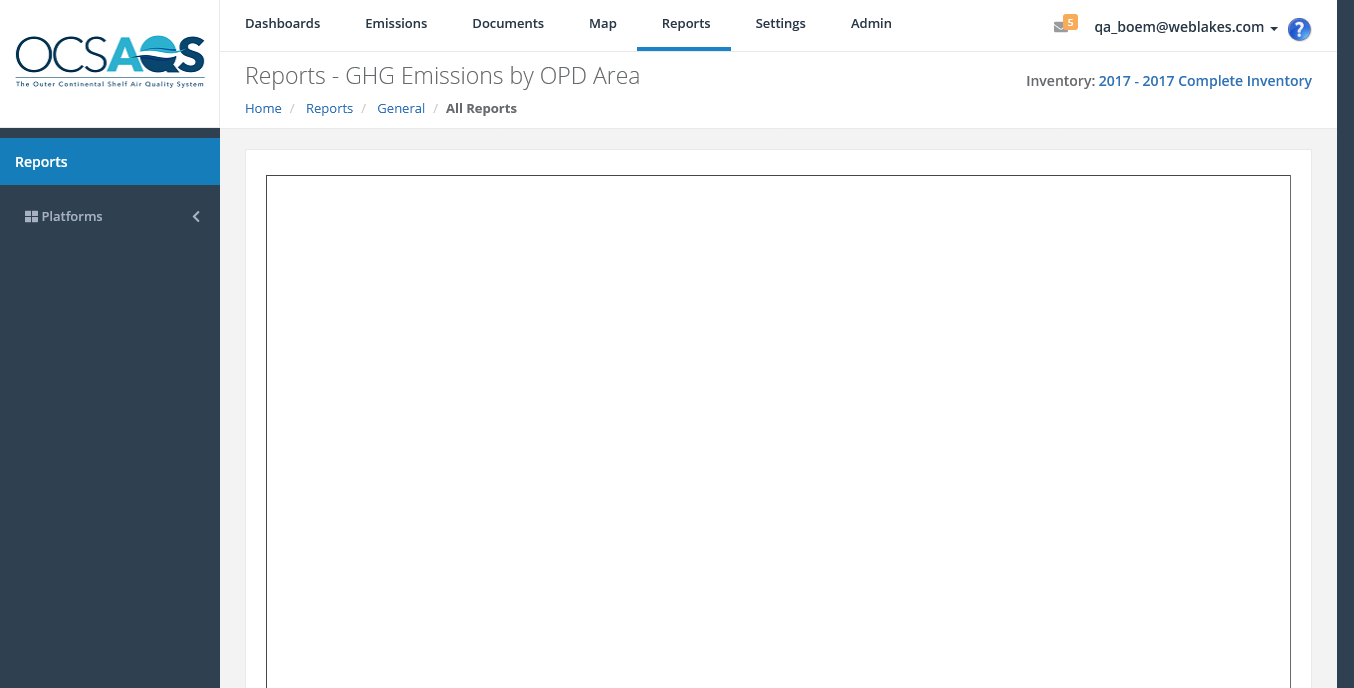 OCSAQS
The Outer Continental Shelf Air Quality System
Dashboards Emissions Documents Map Reports Settings Admin
5 qa_boem@weblakes.com ?
Reports - GHG Emissions by OPD Area
Inventory: 2017 - 2017 Complete Inventory
Home / Reports / General / All Reports
Reports
Platforms